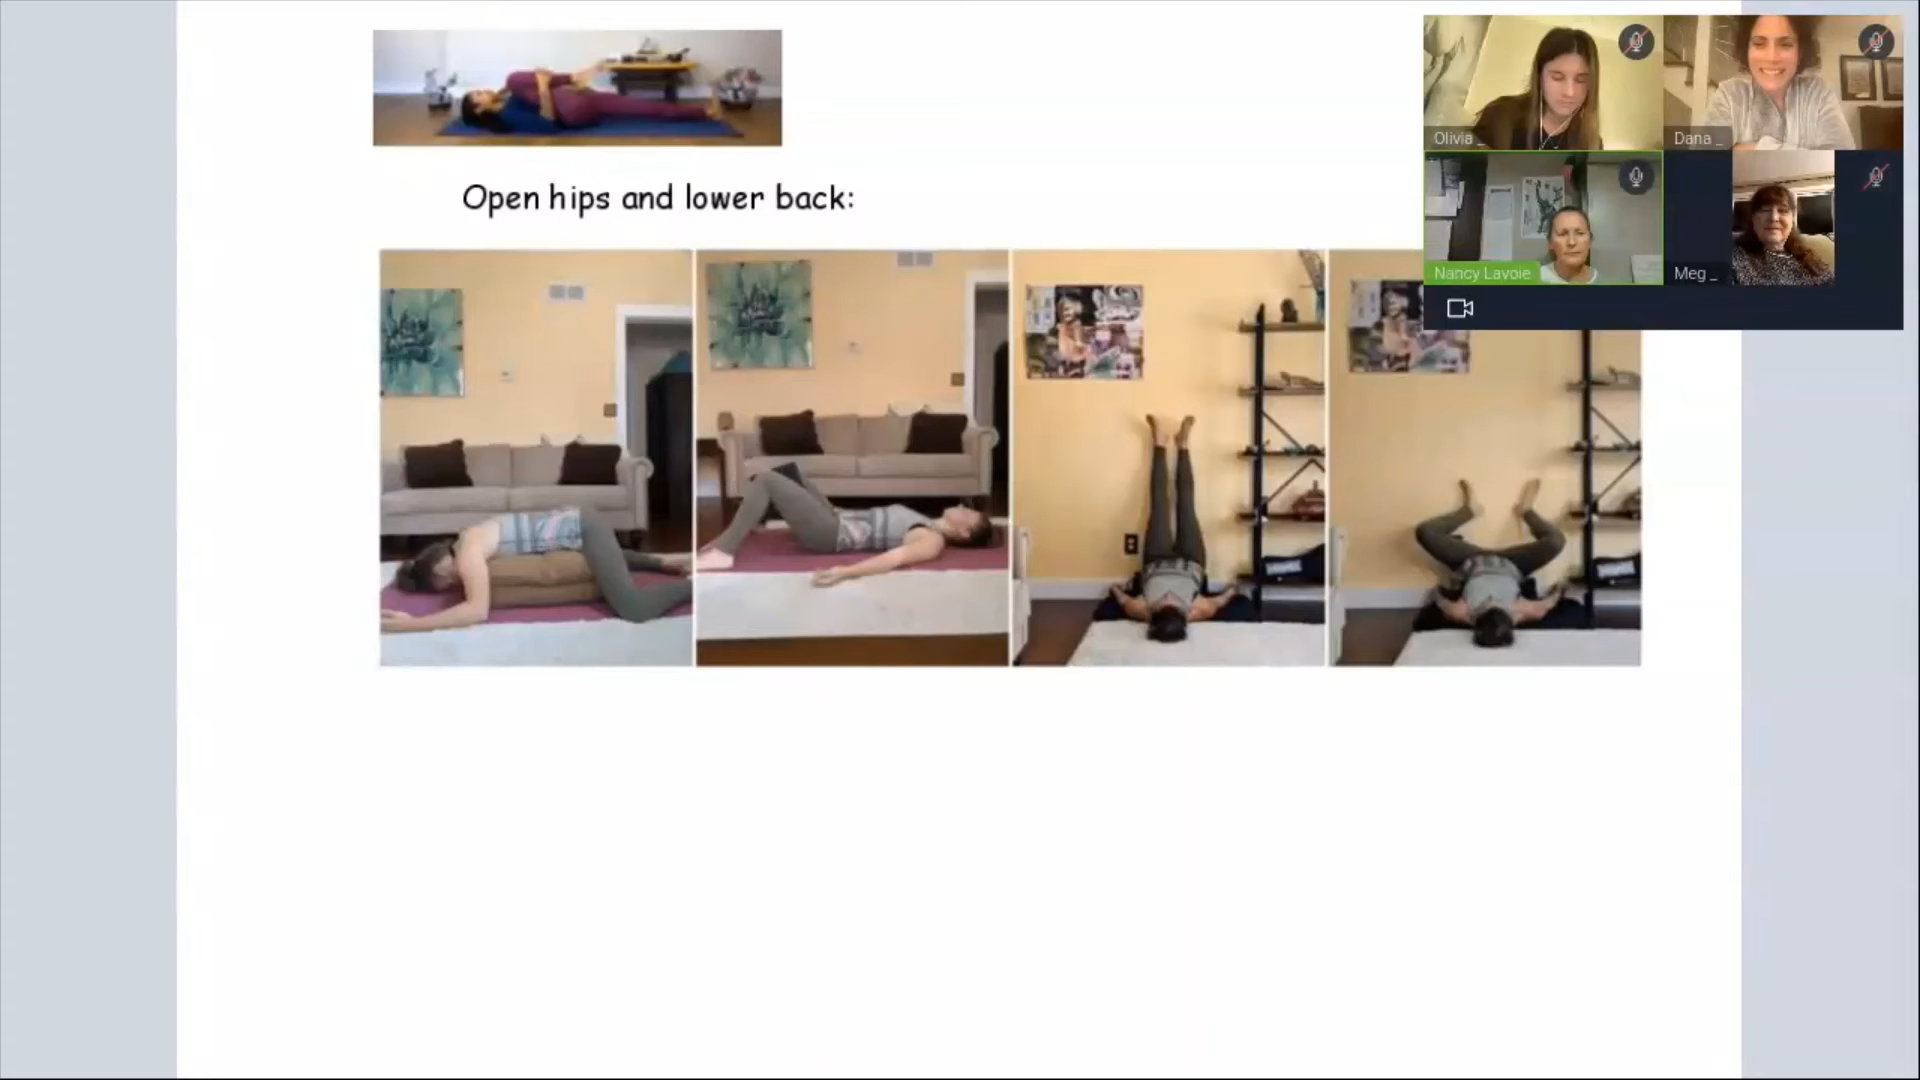 Olivia _
Dana _
Open hips and lower back:
Nancy Lavoie
Meg _